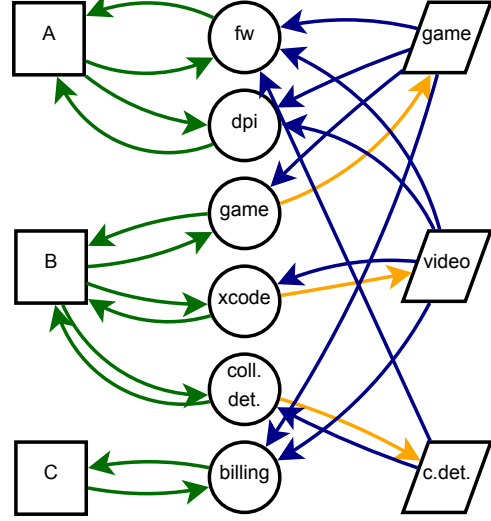 A
fw
game
dpi
game
B
video
xcode
coll.
det.
C
billing
c.det.